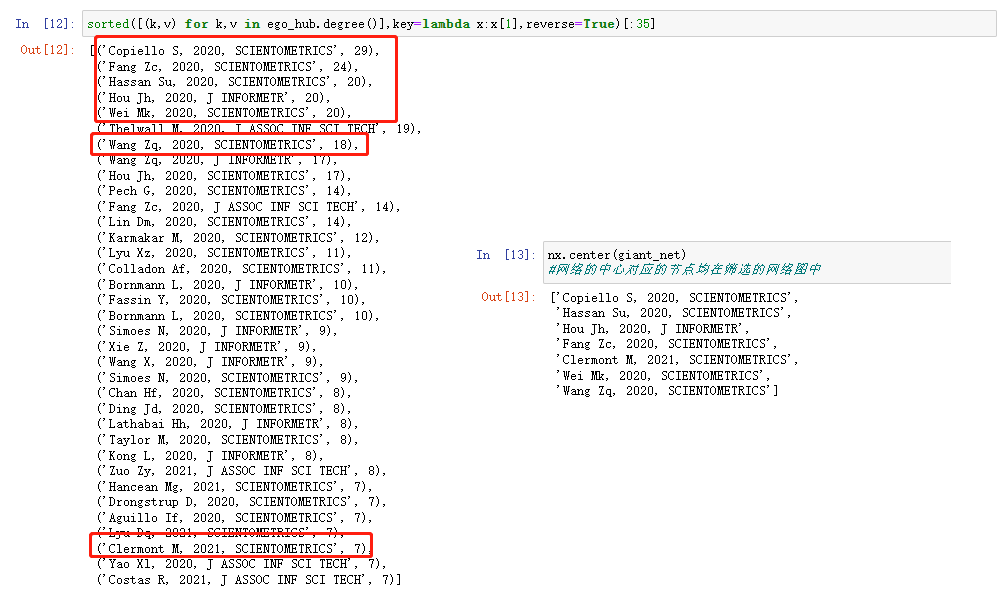 In [12]: sorted([(k,v) for k,v in ego_hub.degree()],key=lambda x:x[1],reverse=True)[:35]
Out[12]: [('Copiello S, 2020, SCIENTOMETRICS', 29),
('Fang Zc, 2020, SCIENTOMETRICS', 24),
('Hassan Su, 2020, SCIENTOMETRICS', 20),
('Hou Jh, 2020, J INFORMETR', 20),
('Wei Mk, 2020, SCIENTOMETRICS', 20),
('Thelwall M, 2020, J ASSOC INF SCI TECH', 19),
('Wang Zq, 2020, SCIENTOMETRICS', 18),
('Wang Zq, 2020, J INFORMETR', 17),
('Hou Jh, 2020, SCIENTOMETRICS', 17),
('Pech G, 2020, SCIENTOMETRICS', 14),
('Fang Zc, 2020, J ASSOC INF SCI TECH', 14),
('Lin Dm, 2020, SCIENTOMETRICS', 14),
('Karmakar M, 2020, SCIENTOMETRICS', 12),
('Lyu Xz, 2020, SCIENTOMETRICS', 11),
('Colladon Af, 2020, SCIENTOMETRICS', 11),
('Bornmann L, 2020, J INFORMETR', 10),
('Fassin Y, 2020, SCIENTOMETRICS', 10),
('Bornmann L, 2020, SCIENTOMETRICS', 10),
('Simoes N, 2020, J INFORMETR', 9),
('Xie Z, 2020, J INFORMETR', 9),
('Wang X, 2020, J INFORMETR', 9),
('Simoes N, 2020, SCIENTOMETRICS', 9),
('Chan Hf, 2020, SCIENTOMETRICS', 8),
('Ding Jd, 2020, SCIENTOMETRICS', 8),
('Lathabai Hh, 2020, J INFORMETR', 8),
('Taylor M, 2020, SCIENTOMETRICS', 8),
('Kong L, 2020, J INFORMETR', 8),
('Zuo Zy, 2021, J ASSOC INF SCI TECH', 8),
('Hancean Mg, 2021, SCIENTOMETRICS', 7),
('Drongstrup D, 2020, SCIENTOMETRICS', 7),
('Aguillo If, 2020, SCIENTOMETRICS', 7),
('Lyu Dq, 2021, SCIENTOMETRICS', 7),
('Clermont M, 2021, SCIENTOMETRICS', 7),
('Yao Xl, 2020, J ASSOC INF SCI TECH', 7),
('Costas R, 2021, J ASSOC INF SCI TECH', 7)]
In [13]: nx.center(giant_net)
#网络的中心对应的节点均在筛选的网络图中
Out[13]: ['Copiello S, 2020, SCIENTOMETRICS',
'Hassan Su, 2020, SCIENTOMETRICS',
'Hou Jh, 2020, J INFORMETR',
'Fang Zc, 2020, SCIENTOMETRICS',
'Clermont M, 2021, SCIENTOMETRICS',
'Wei Mk, 2020, SCIENTOMETRICS',
'Wang Zq, 2020, SCIENTOMETRICS']